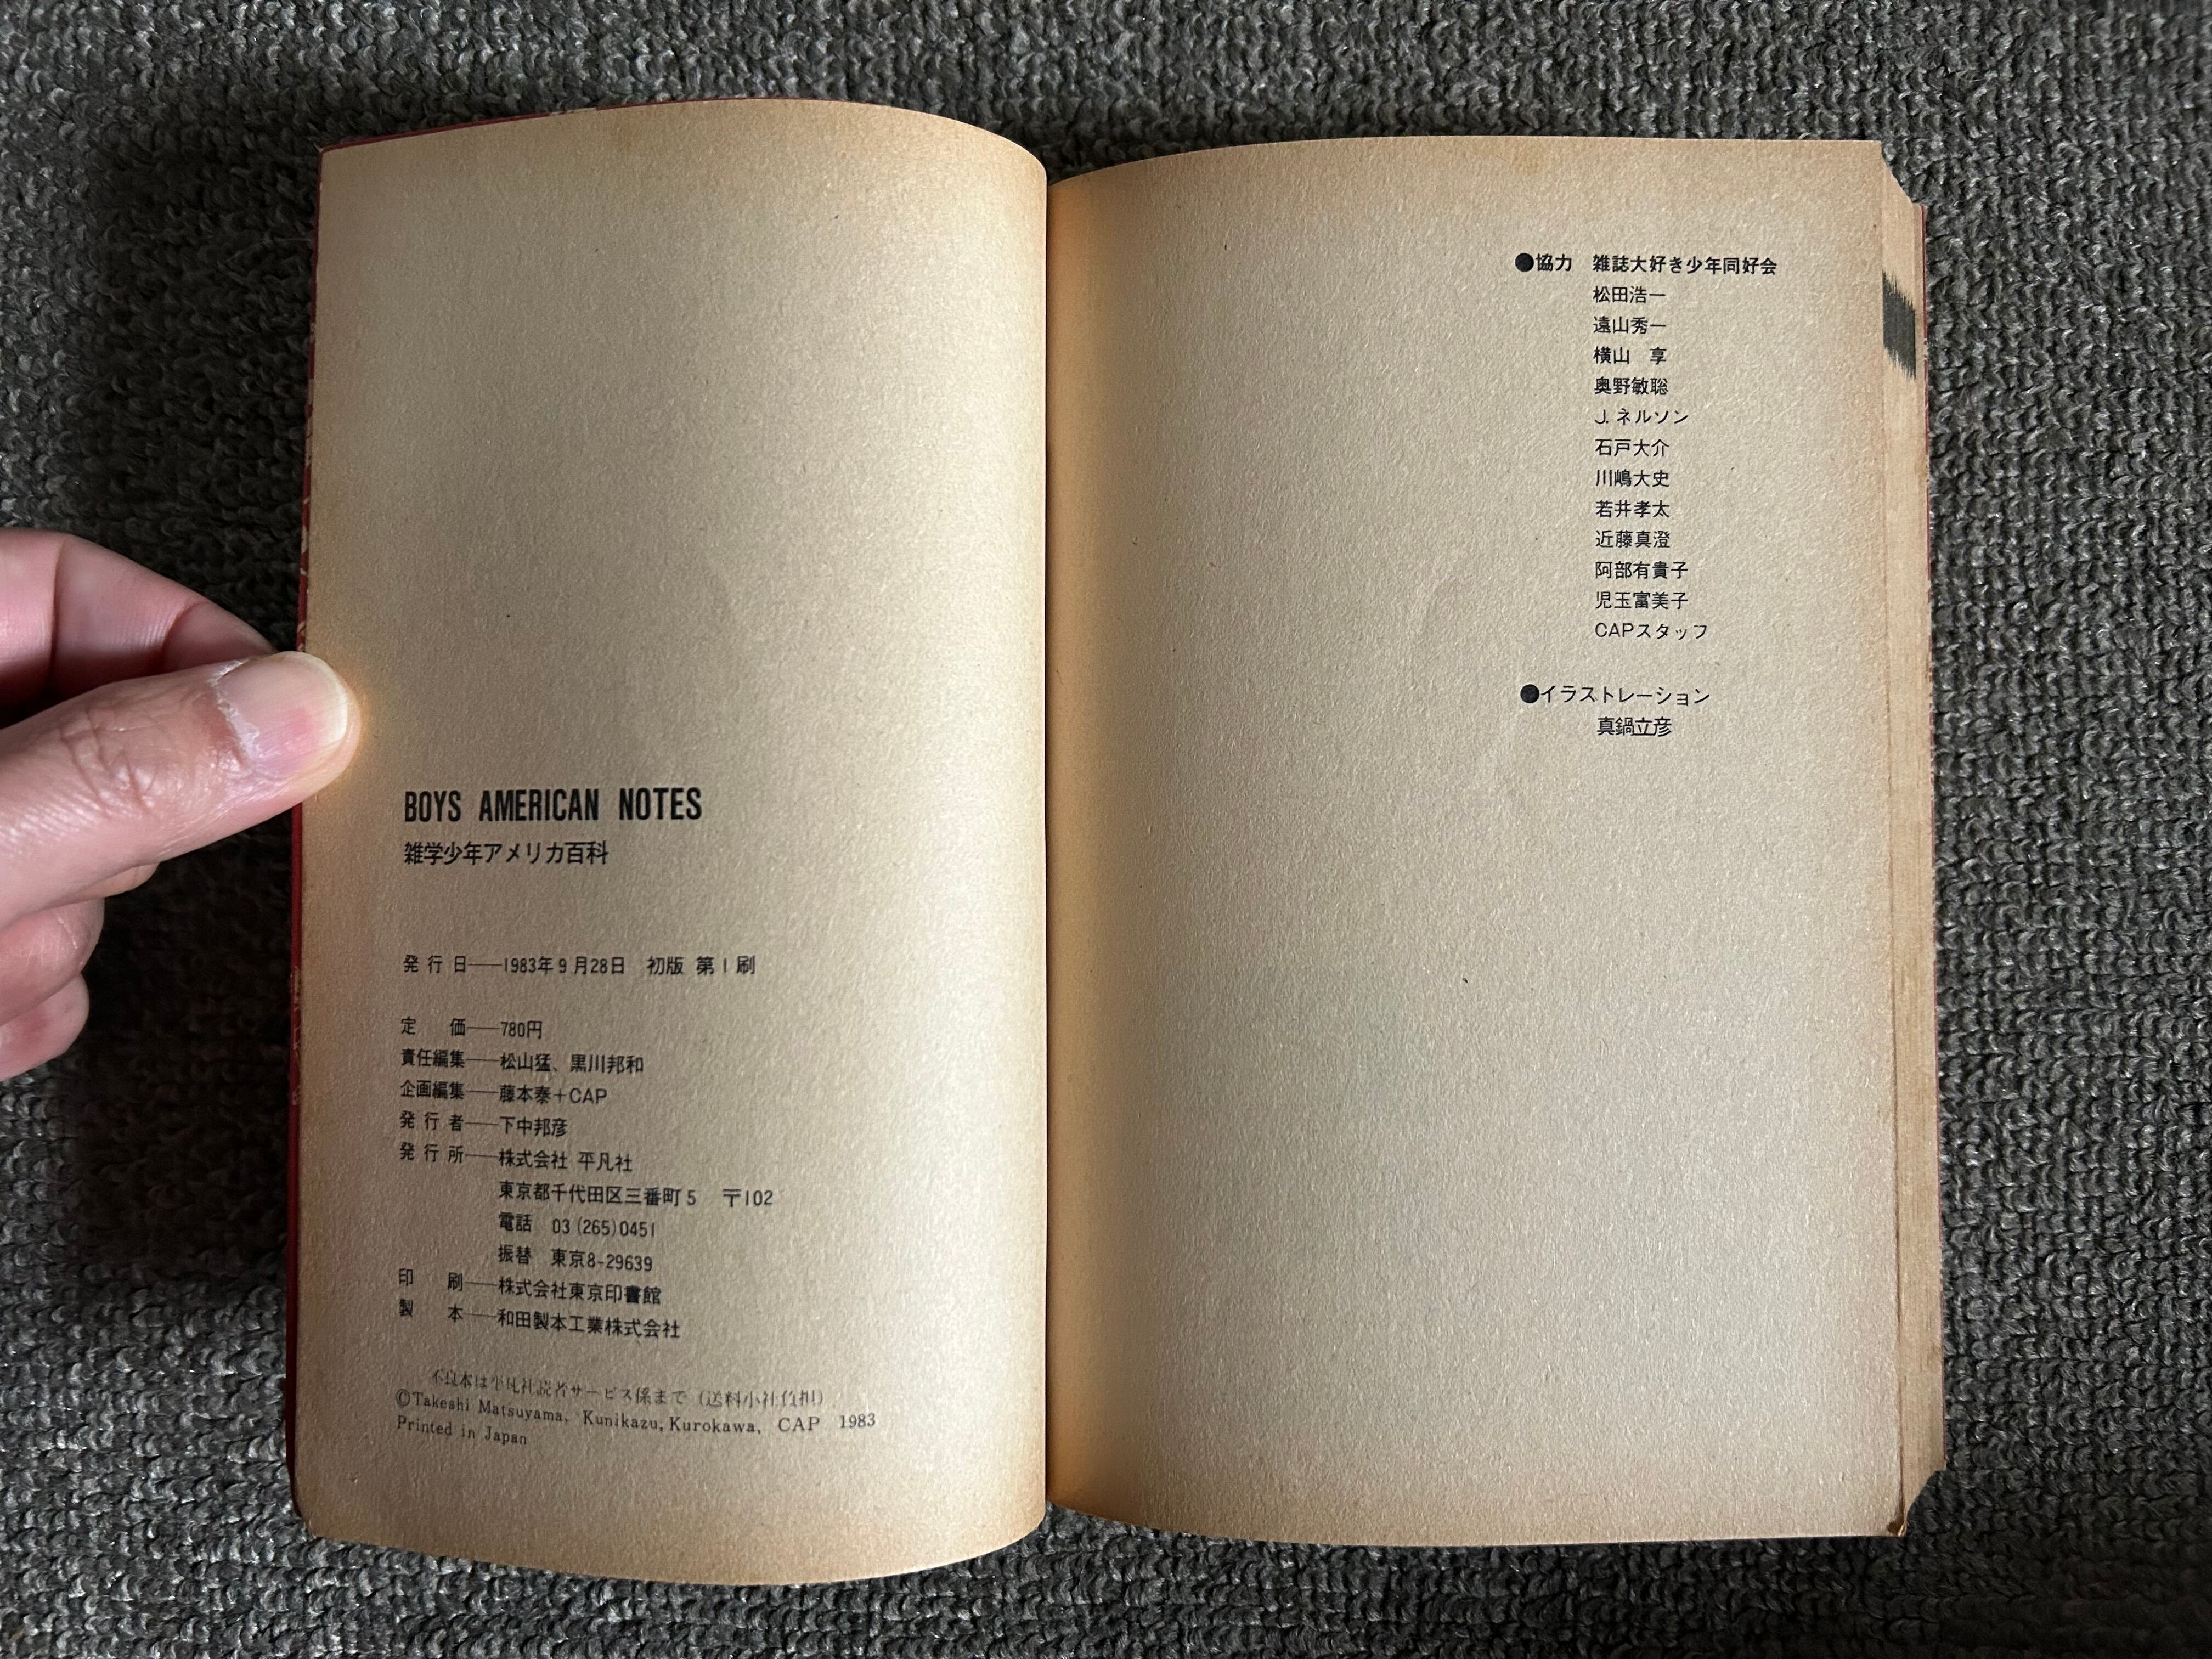 BOYS AMERICAN NOTES
雑学少年アメリカ百科
発行日──1983年9月28日 初版 第1刷
定 価──780円
責任編集──松山猛、黒川邦和
企画編集──藤本泰+CAP
発行者──下中邦彦
発行所──株式会社 平凡社
東京都千代田区三番町5 〒102
電話 03(265)0451
振替 東京8-29639
印 刷──株式会社東京印書館
製 本──和田製本工業株式会社
不良本は平凡社読者サービス係まで(送料小社負担)
©Takeshi Matsuyama, Kunikazu, Kurokawa, CAP 1983
Printed in Japan
●協力 雑誌大好き少年同好会
松田浩一
遠山秀一
横山 享
奥野敏聡
J.ネルソン
石戸大介
川嶋大史
若井孝太
近藤真澄
阿部有貴子
児玉富美子
CAPスタッフ
●イラストレーション
真鍋立彦